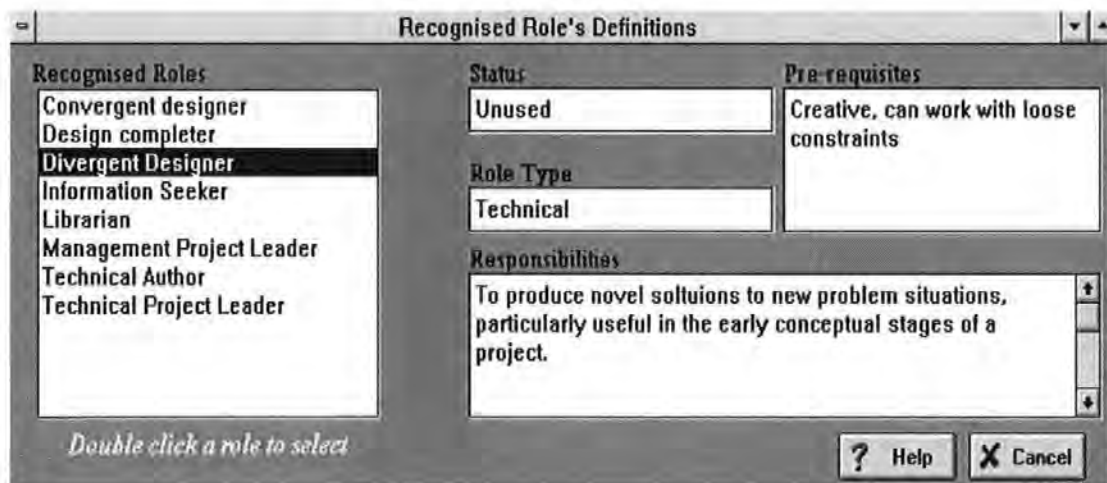 Recognised Role's Definitions
Recognised Roles
Convergent designer
Design completer
Divergent Designer
Information Seeker
Librarian
Management Project Leader
Technical Author
Technical Project Leader
Double click a role to select
Status
Unused
Role Type
Technical
Pre-requisites
Creative, can work with loose
constraints
Responsibilities
To produce novel soltuions to new problem situations,
particularly useful in the early conceptual stages of a
project.
? Help
X Cancel